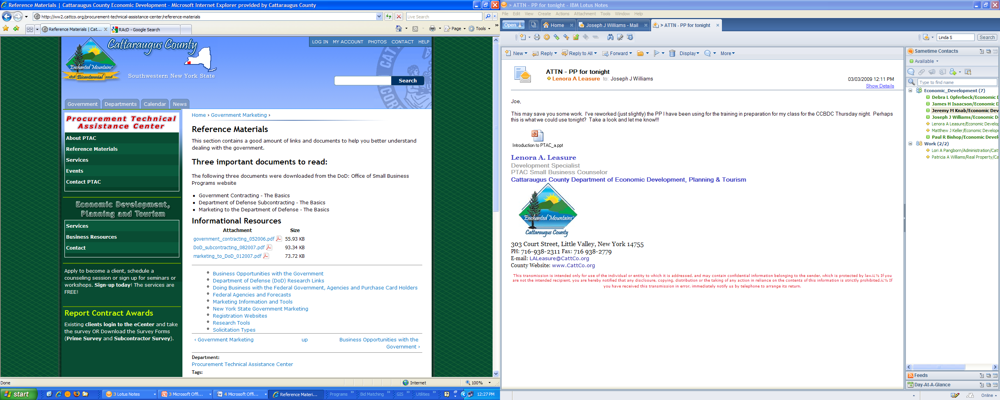 Reference Materials | Cattaraugus County Economic Development - Microsoft Internet Explorer provided by Cattaraugus County
http://ww2.cattco.org/procurement-technical-assistance-center/reference-materials
Live Search
Reference Materials | Cat...
RAcD - Google Search
Page
Tools
Cattaraugus County
Enchanted Mountains
1808 Bicentennial 2008
Southwestern New York State
LOG IN MY ACCOUNT PHOTOS CONTACT HELP
Search
Government Departments Calendar News
Procurement Technical
Assistance Center
About PTAC
Reference Materials
Services
Events
Contact PTAC
Economic Development,
Planning and Tourism
Services
Business Resources
Contact
Apply to become a client, schedule a
counseling session or sign up for seminars or
workshops. Sign-up today! The services are
FREE!
Report Contract Awards
Existing clients login to the eCenter and take
the survey OR Download the Survey Forms
(Prime Survey and Subcontractor Survey).
Home › Government Marketing ›
Reference Materials
This section contains a good amount of links and documents to help you better understand
dealing with the government.
Three important documents to read:
The following three documents were downloaded from the DoD: Office of Small Business
Programs website
Government Contracting - The Basics
Department of Defense Subcontracting - The Basics
Marketing to the Department of Defense - The Basics
Informational Resources
Attachment Size
government_contracting_052006.pdf 55.93 KB
DoD_subcontracting_082007.pdf 93.34 KB
marketing_to_DoD_012007.pdf 73.72 KB
Business Opportunities with the Government
Department of Defense (DoD) Research Links
Doing Business with the Federal Government, Agencies and Purchase Card Holders
Federal Agencies and Forecasts
Marketing Information and Tools
New York State Government Marketing
Registration Websites
Research Tools
Solicitation Types
‹ Government Marketing up Business Opportunities with the
Government ›
Department:
Procurement Technical Assistance Center
Tags:
Done
Internet
100%
start
3 Lotus Notes
3 Microsoft Offi...
4 Microsoft Offi...
Reference Materi...
Programs
Bid Matching
GIS
Utilities
12:27 PM
> ATTN - PP for tonight - IBM Lotus Notes
File Edit View Create Actions Attachment Tools Window Help
Open
Home
Joseph J Williams - Mail
> ATTN - PP for tonight
Linda S
Search
New Reply Reply to All Forward Display More
ATTN - PP for tonight
Lenora A Leasure to: Joseph J Williams
03/03/2009 12:11 PM
Show Details
Joe,
This may save you some work. I've reworked (just slightly) the PP I have been using for the training in preparation for my class for the CCBDC Thursday night. Perhaps
this is what we could use tonight? Take a look and let me know!!!
Introduction to PTAC_a.ppt
Lenora A. Leasure
Development Specialist
PTAC Small Business Counselor
Cattaraugus County Department of Economic Development, Planning & Tourism
Enchanted Mountains
Cattaraugus County
303 Court Street, Little Valley, New York 14755
PH: 716-938-2311 Fax: 716 938-2779
E-mail: LALeasure@CattCo.org
County Website: www.CattCo.org
This transmission is intended only for use of the individual or entity to which it is addressed, and may contain confidential information belonging to the sender, which is protected by law.ï¿½ If you
are not the intended recipient, you are hereby notified that any disclosure, copying, distribution or the taking of any action in reliance on the contents of this information is strictly prohibited.ï¿½ If
you have received this transmission in error, immediately notify us by telephone to arrange its return.
Sametime Contacts
Available
Type to find name
Economic_Development (7)
Debra L Opferbeck/Economic D
James H Isaacson/Economic D
Jeremy M Knab/Economic Dev
Joseph J Williams/Economic D
Lenora A Leasure/Economic Develop
Matthew J Keller/Economic Develop
Paul R Bishop/Economic Devel
Work (2/2)
Lori A Pangborn/Administration/Cat
Patricia A Williams/Real Property/Ca
Feeds
Day-At-A-Glance
Online